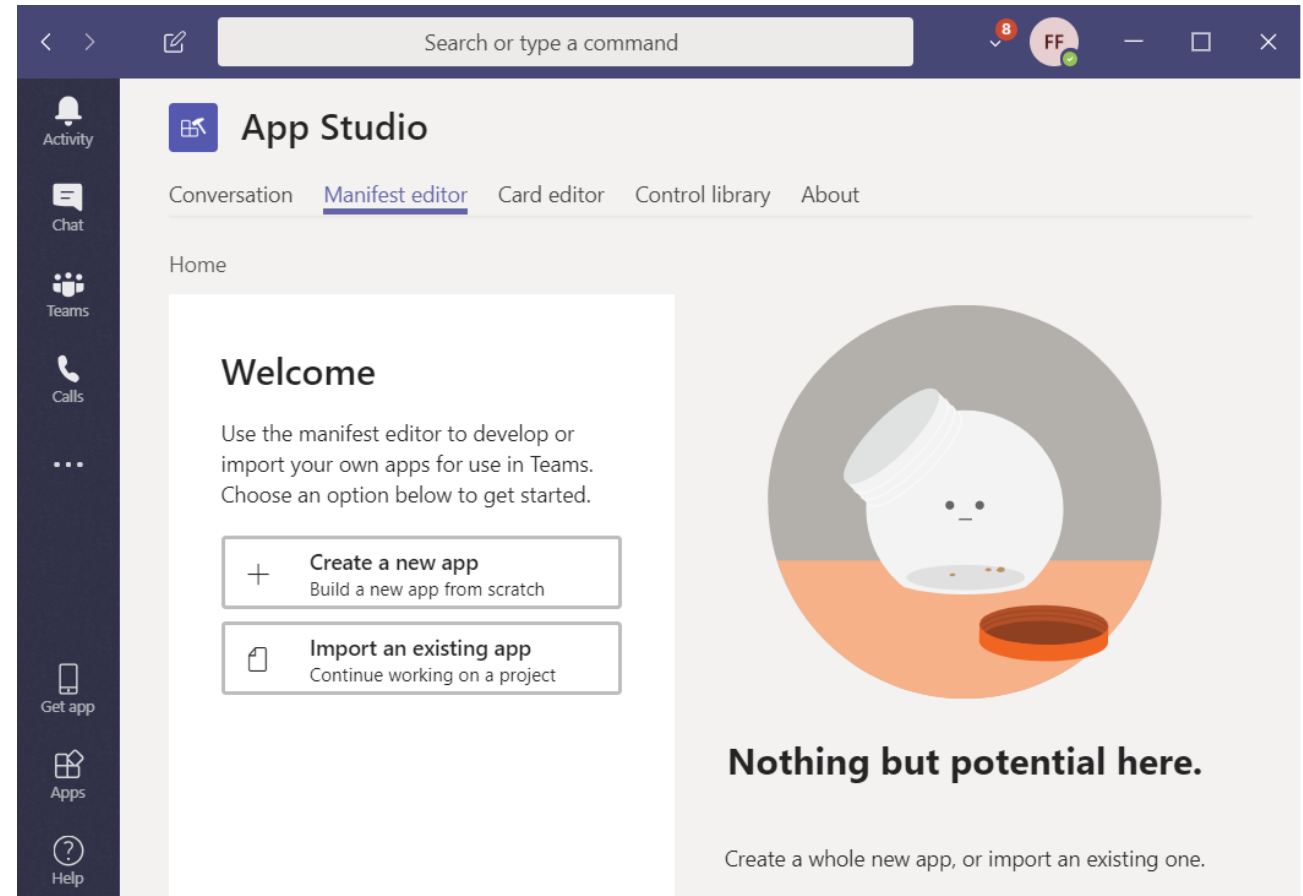 Search or type a command
8
FF
Activity
Chat
Teams
Calls
Get app
Apps
Help
App Studio
Conversation Manifest editor Card editor Control library About
Home
Welcome
Use the manifest editor to develop or
import your own apps for use in Teams.
Choose an option below to get started.
Create a new app
Build a new app from scratch
Import an existing app
Continue working on a project
Nothing but potential here.
Create a whole new app, or import an existing one.